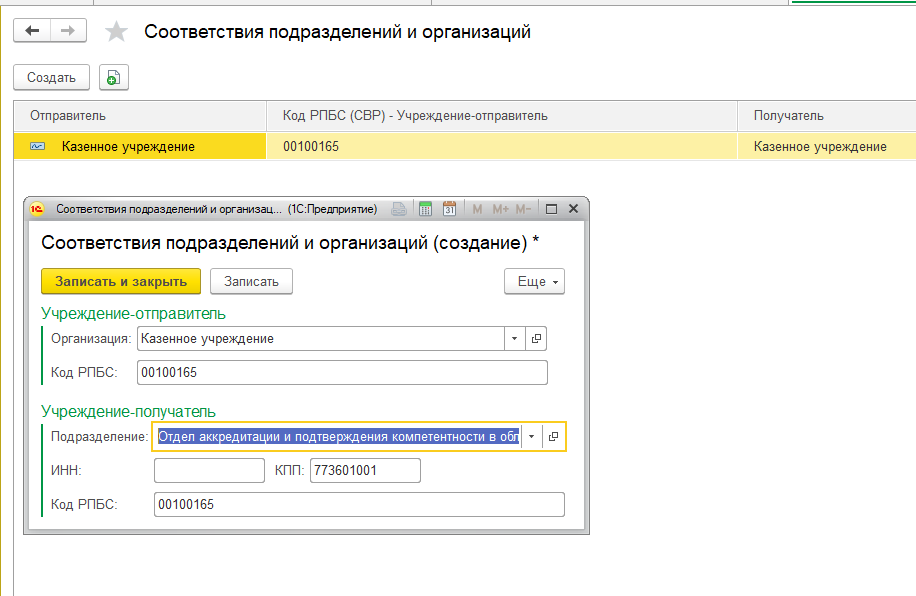 Соответствия подразделений и организаций
Создать
Отправитель Код РПБС (СВР) - Учреждение-отправитель Получатель
Казенное учреждение 00100165 Казенное учреждение
1С Соответствия подразделений и организац... (1С:Предприятие) 31 M M+ M-
Соответствия подразделений и организаций (создание) *
Записать и закрыть Записать Еще
Учреждение-отправитель
Организация: Казенное учреждение
Код РПБС: 00100165
Учреждение-получатель
Подразделение: Отдел аккредитации и подтверждения компетентности в обл
ИНН: КПП: 773601001
Код РПБС: 00100165